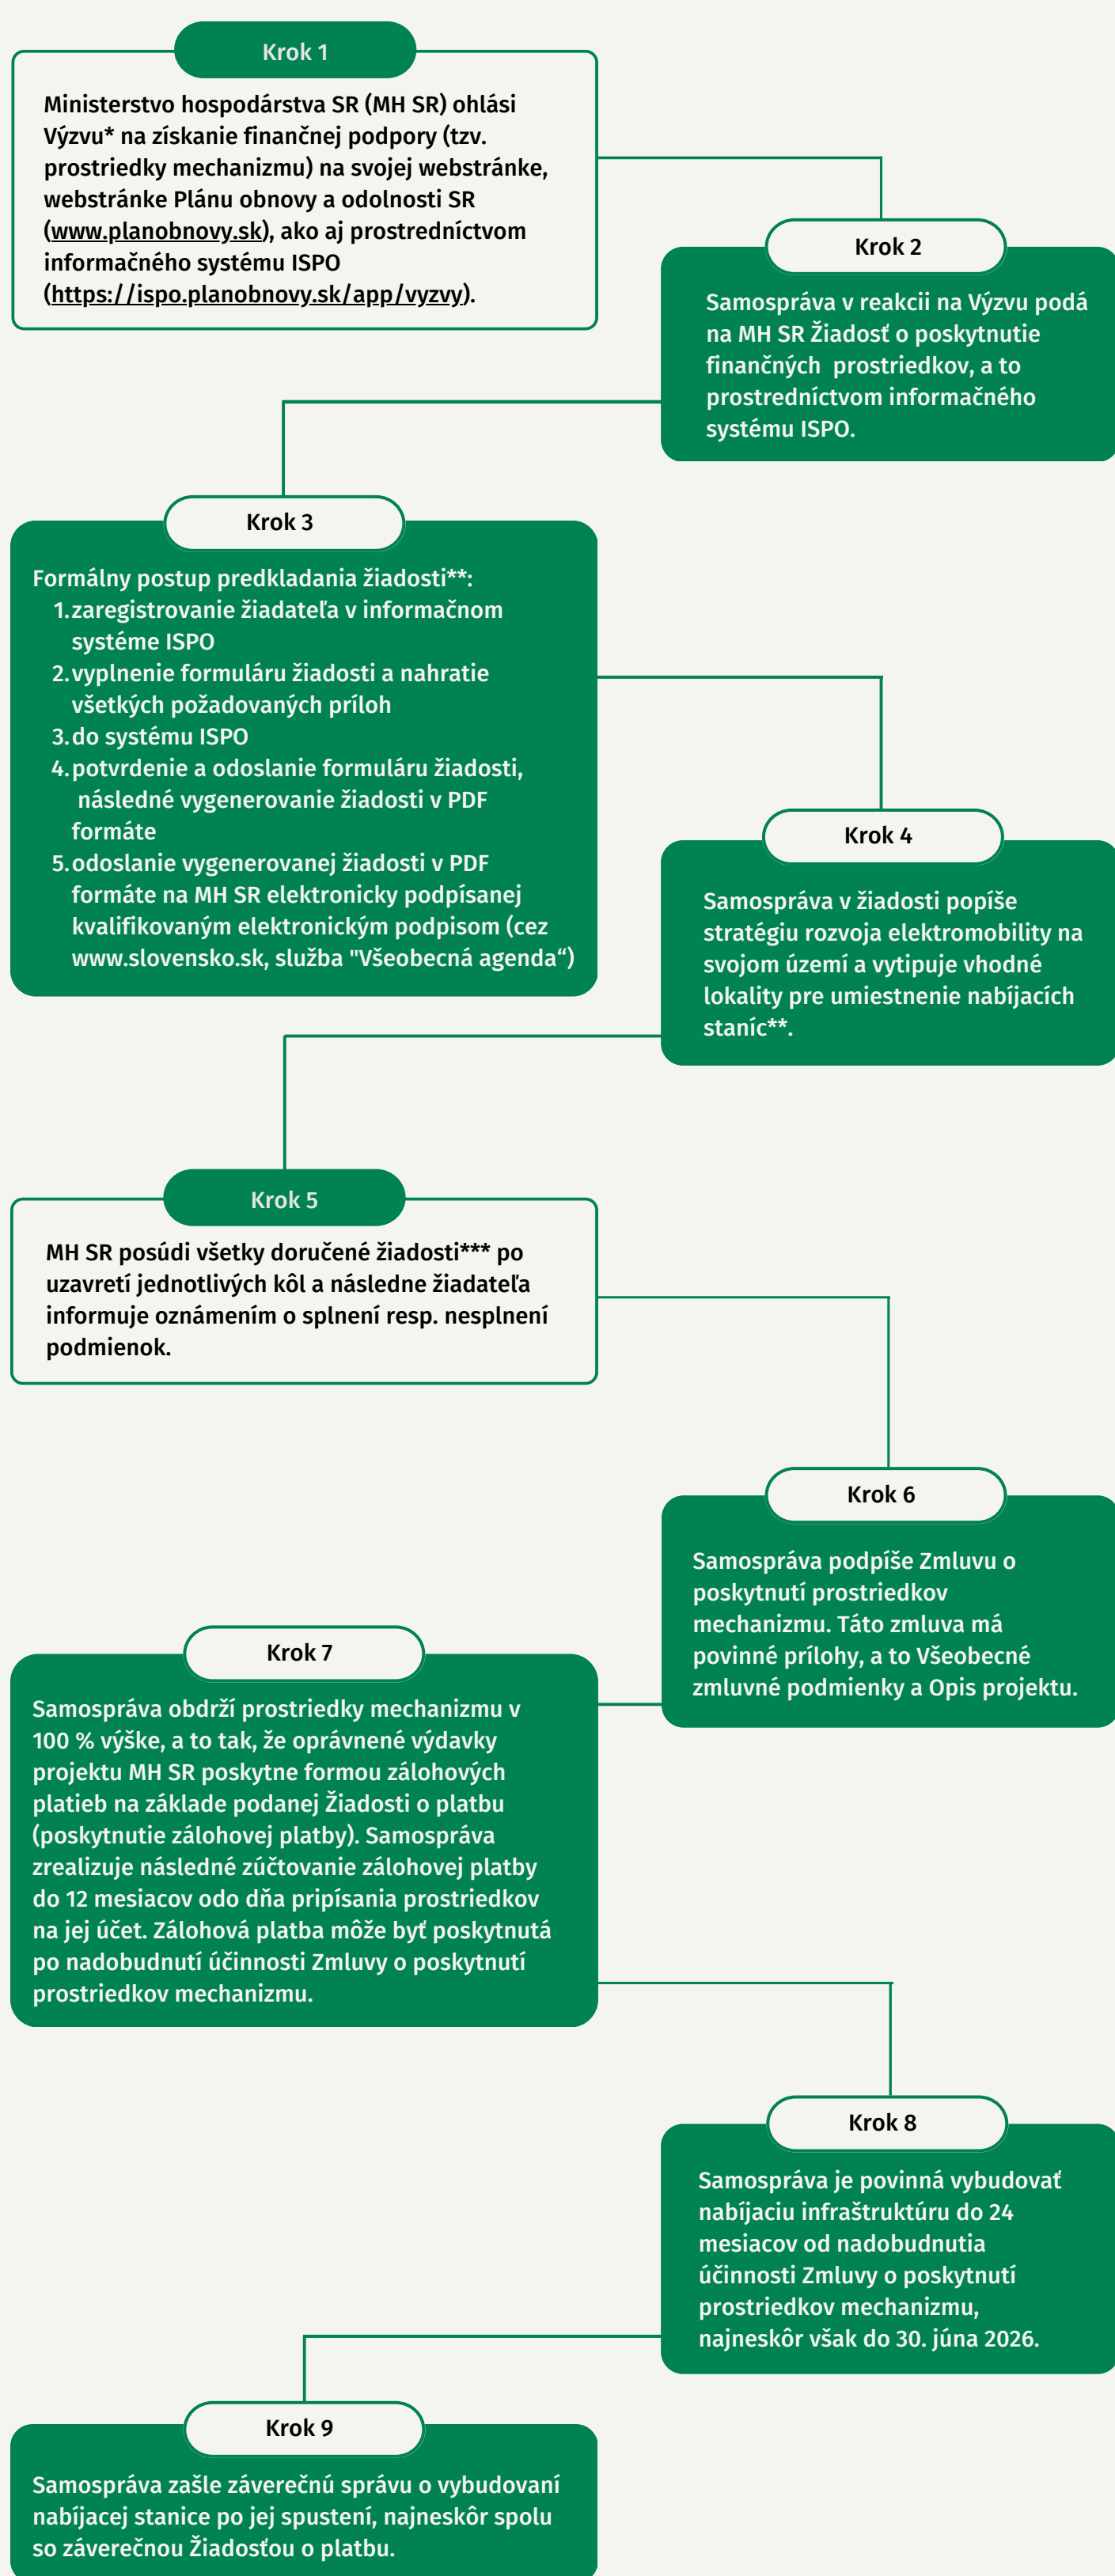 Krok 1
Ministerstvo hospodárstva SR (MH SR) ohlási
Výzvu* na získanie finančnej podpory (tzv.
prostriedky mechanizmu) na svojej webstránke,
webstránke Plánu obnovy a odolnosti SR
(www.planobnovy.sk), ako aj prostredníctvom
informačného systému ISPO
(https://ispo.planobnovy.sk/app/vyzvy).
Krok 2
Samospráva v reakcii na Výzvu podá
na MH SR Žiadosť o poskytnutie
finančných prostriedkov, a to
prostredníctvom informačného
systému ISPO.
Krok 3
Formálny postup predkladania žiadosti**:
1. zaregistrovanie žiadateľa v informačnom
systéme ISPO
2. vyplnenie formuláru žiadosti a nahratie
všetkých požadovaných príloh
3. do systému ISPO
4. potvrdenie a odoslanie formuláru žiadosti,
následné vygenerovanie žiadosti v PDF
formáte
5. odoslanie vygenerovanej žiadosti v PDF
formáte na MH SR elektronicky podpísanej
kvalifikovaným elektronickým podpisom (cez
www.slovensko.sk, služba "Všeobecná agenda“)
Krok 4
Samospráva v žiadosti popíše
stratégiu rozvoja elektromobility na
svojom území a vytipuje vhodné
lokality pre umiestnenie nabíjacích
staníc**.
Krok 5
MH SR posúdi všetky doručené žiadosti*** po
uzavretí jednotlivých kôl a následne žiadateľa
informuje oznámením o splnení resp. nesplnení
podmienok.
Krok 6
Samospráva podpíše Zmluvu o
poskytnutí prostriedkov
mechanizmu. Táto zmluva má
povinné prílohy, a to Všeobecné
zmluvné podmienky a Opis projektu.
Krok 7
Samospráva obdrží prostriedky mechanizmu v
100 % výške, a to tak, že oprávnené výdavky
projektu MH SR poskytne formou zálohových
platieb na základe podanej Žiadosti o platbu
(poskytnutie zálohovej platby). Samospráva
zrealizuje následné zúčtovanie zálohovej platby
do 12 mesiacov odo dňa pripísania prostriedkov
na jej účet. Zálohová platba môže byť poskytnutá
po nadobudnutí účinnosti Zmluvy o poskytnutí
prostriedkov mechanizmu.
Krok 8
Samospráva je povinná vybudovať
nabíjaciu infraštruktúru do 24
mesiacov od nadobudnutia
účinnosti Zmluvy o poskytnutí
prostriedkov mechanizmu,
najneskôr však do 30. júna 2026.
Krok 9
Samospráva zašle záverečnú správu o vybudovaní
nabíjacej stanice po jej spustení, najneskôr spolu
so záverečnou Žiadosťou o platbu.